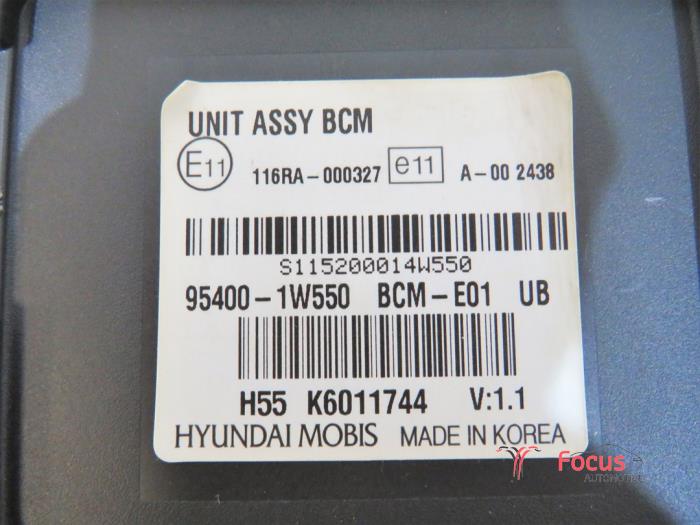 UNIT ASSY BCM
E11 116RA-000327 e11 A-00 2438
S115200014W550
95400-1W550 BCM-E01 UB
H55 K6011744 V:1.1
HYUNDAI MOBIS MADE IN KOREA
Focus
AUTOMOTIVE